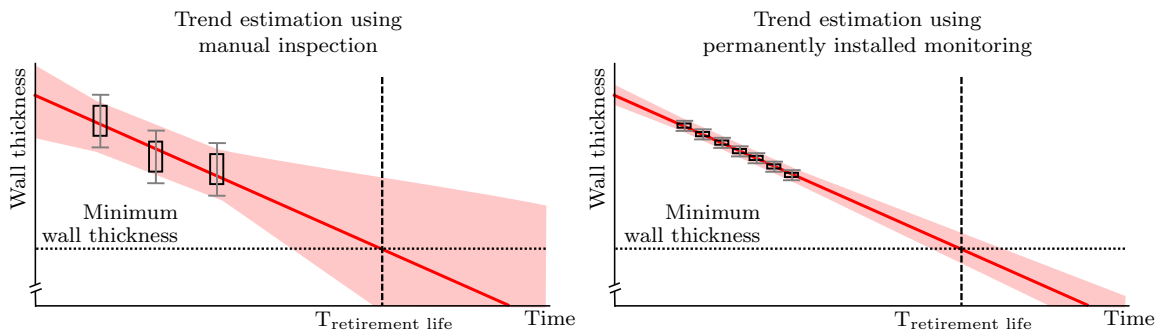 Trend estimation using
manual inspection
Wall thickness
Minimum
wall thickness
T retirement life
Time
Trend estimation using
permanently installed monitoring
Wall thickness
Minimum
wall thickness
T retirement life
Time